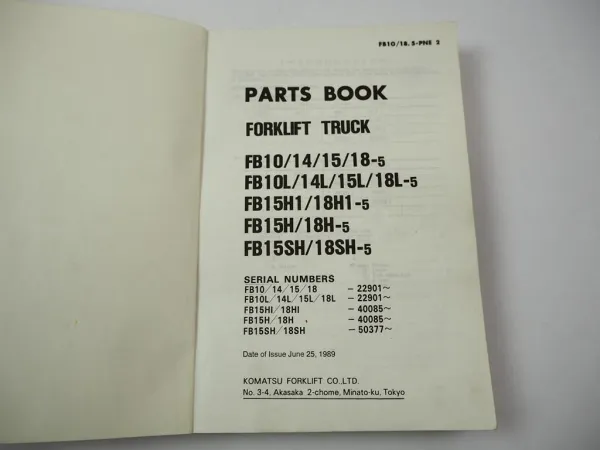 FB10/18.5-PNE 2
PARTS BOOK
FORKLIFT TRUCK
FB10/14/15/18-5
FB10L/14L/15L/18L-5
FB15H1/18H1-5
FB15H/18H-5
FB15SH/18SH-5
SERIAL NUMBERS
FB10/14/15/18 - 22901~
FB10L/14L/15L/18L - 22901~
FB15HI/18HI - 40085~
FB15H/18H - 40085~
FB15SH/18SH - 50377~
Date of Issue June 25, 1989
KOMATSU FORKLIFT CO.,LTD.
No. 3-4, Akasaka 2-chome, Minato-ku, Tokyo